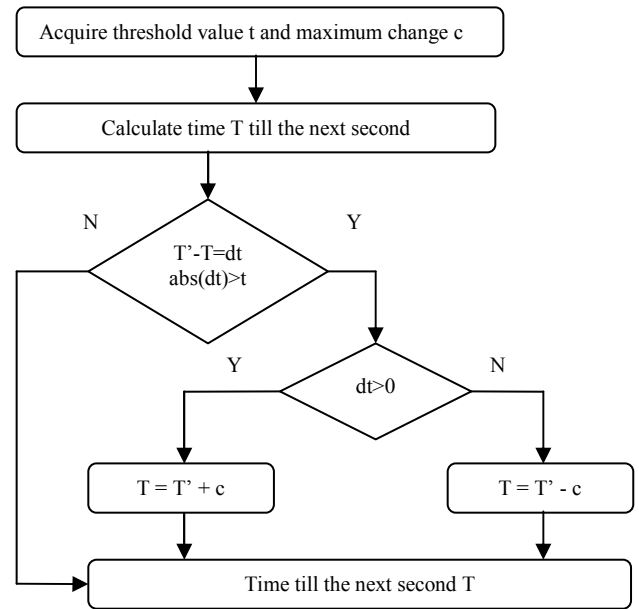 Acquire threshold value t and maximum change c
Calculate time T till the next second
N
Y
T’-T=dt
abs(dt)>t
Y
N
dt>0
T = T’ + c
T = T’ - c
Time till the next second T